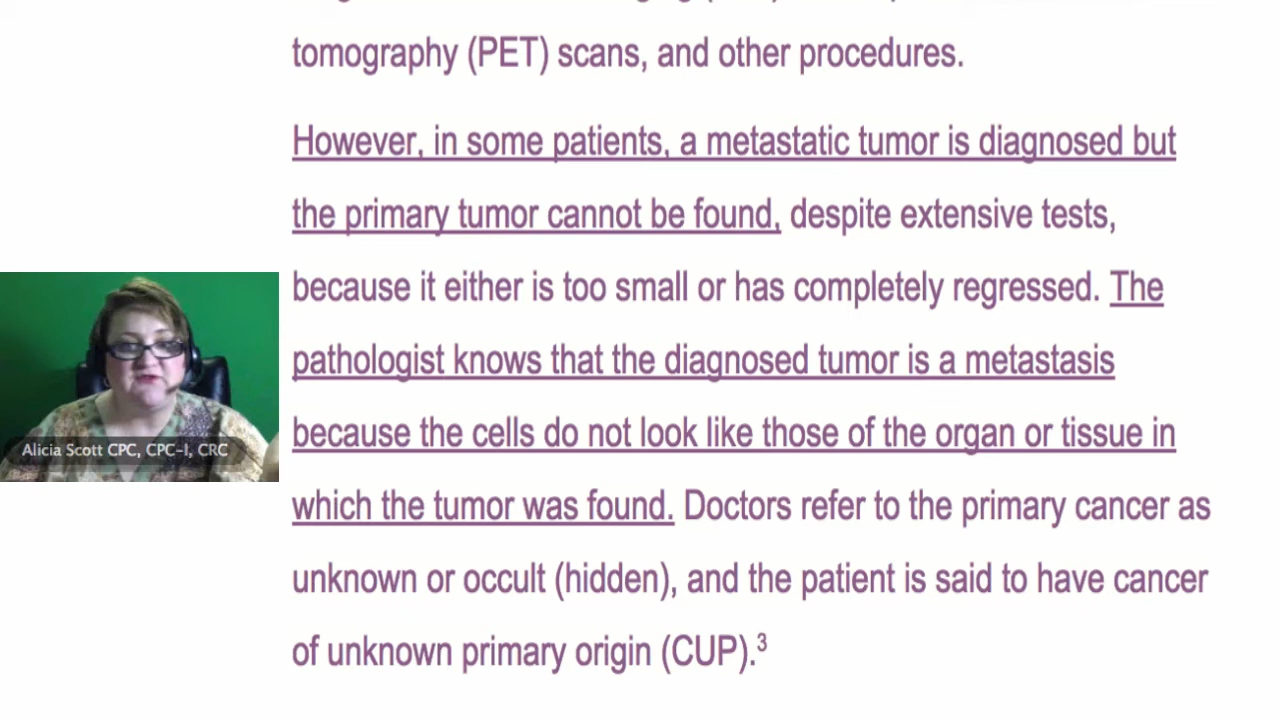 tomography (PET) scans, and other procedures.
However, in some patients, a metastatic tumor is diagnosed but
the primary tumor cannot be found, despite extensive tests,
because it either is too small or has completely regressed. The
pathologist knows that the diagnosed tumor is a metastasis
because the cells do not look like those of the organ or tissue in
which the tumor was found. Doctors refer to the primary cancer as
unknown or occult (hidden), and the patient is said to have cancer
of unknown primary origin (CUP).3
Alicia Scott CPC, CPC-I, CRC